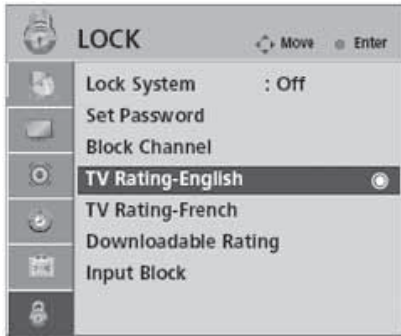 LOCK
Move Enter
Lock System : Off
Set Password
Block Channel
TV Rating-English
TV Rating-French
Downloadable Rating
Input Block